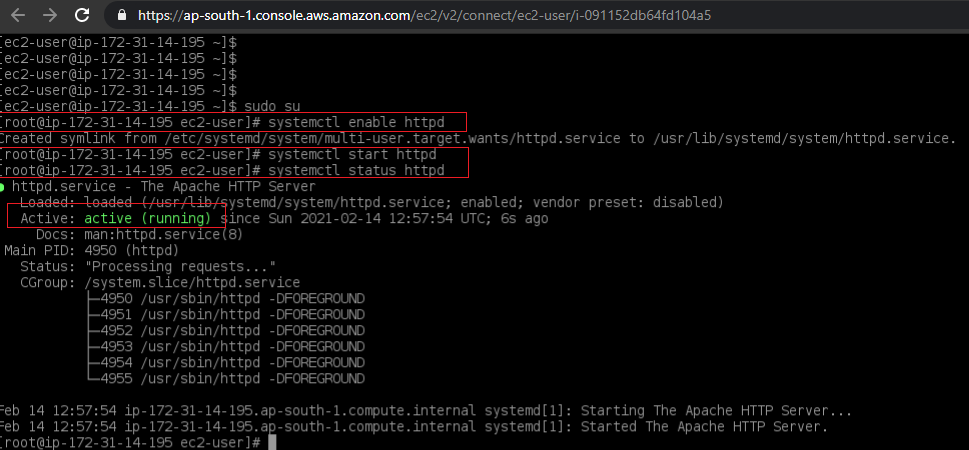 https://ap-south-1.console.aws.amazon.com/ec2/v2/connect/ec2-user/i-091152db64fd104a5
[ec2-user@ip-172-31-14-195 ~]$
[ec2-user@ip-172-31-14-195 ~]$
[ec2-user@ip-172-31-14-195 ~]$
[ec2-user@ip-172-31-14-195 ~]$
[ec2-user@ip-172-31-14-195 ~]$ sudo su
[root@ip-172-31-14-195 ec2-user]# systemctl enable httpd
Created symlink from /etc/systemd/system/multi-user.target.wants/httpd.service to /usr/lib/systemd/system/httpd.service.
[root@ip-172-31-14-195 ec2-user]# systemctl start httpd
[root@ip-172-31-14-195 ec2-user]# systemctl status httpd
● httpd.service - The Apache HTTP Server
Loaded: loaded (/usr/lib/systemd/system/httpd.service; enabled; vendor preset: disabled)
Active: active (running) since Sun 2021-02-14 12:57:54 UTC; 6s ago
Docs: man:httpd.service(8)
Main PID: 4950 (httpd)
Status: "Processing requests..."
CGroup: /system.slice/httpd.service
├─4950 /usr/sbin/httpd -DFOREGROUND
├─4951 /usr/sbin/httpd -DFOREGROUND
├─4952 /usr/sbin/httpd -DFOREGROUND
├─4953 /usr/sbin/httpd -DFOREGROUND
├─4954 /usr/sbin/httpd -DFOREGROUND
└─4955 /usr/sbin/httpd -DFOREGROUND
Feb 14 12:57:54 ip-172-31-14-195.ap-south-1.compute.internal systemd[1]: Starting The Apache HTTP Server...
Feb 14 12:57:54 ip-172-31-14-195.ap-south-1.compute.internal systemd[1]: Started The Apache HTTP Server.
[root@ip-172-31-14-195 ec2-user]#